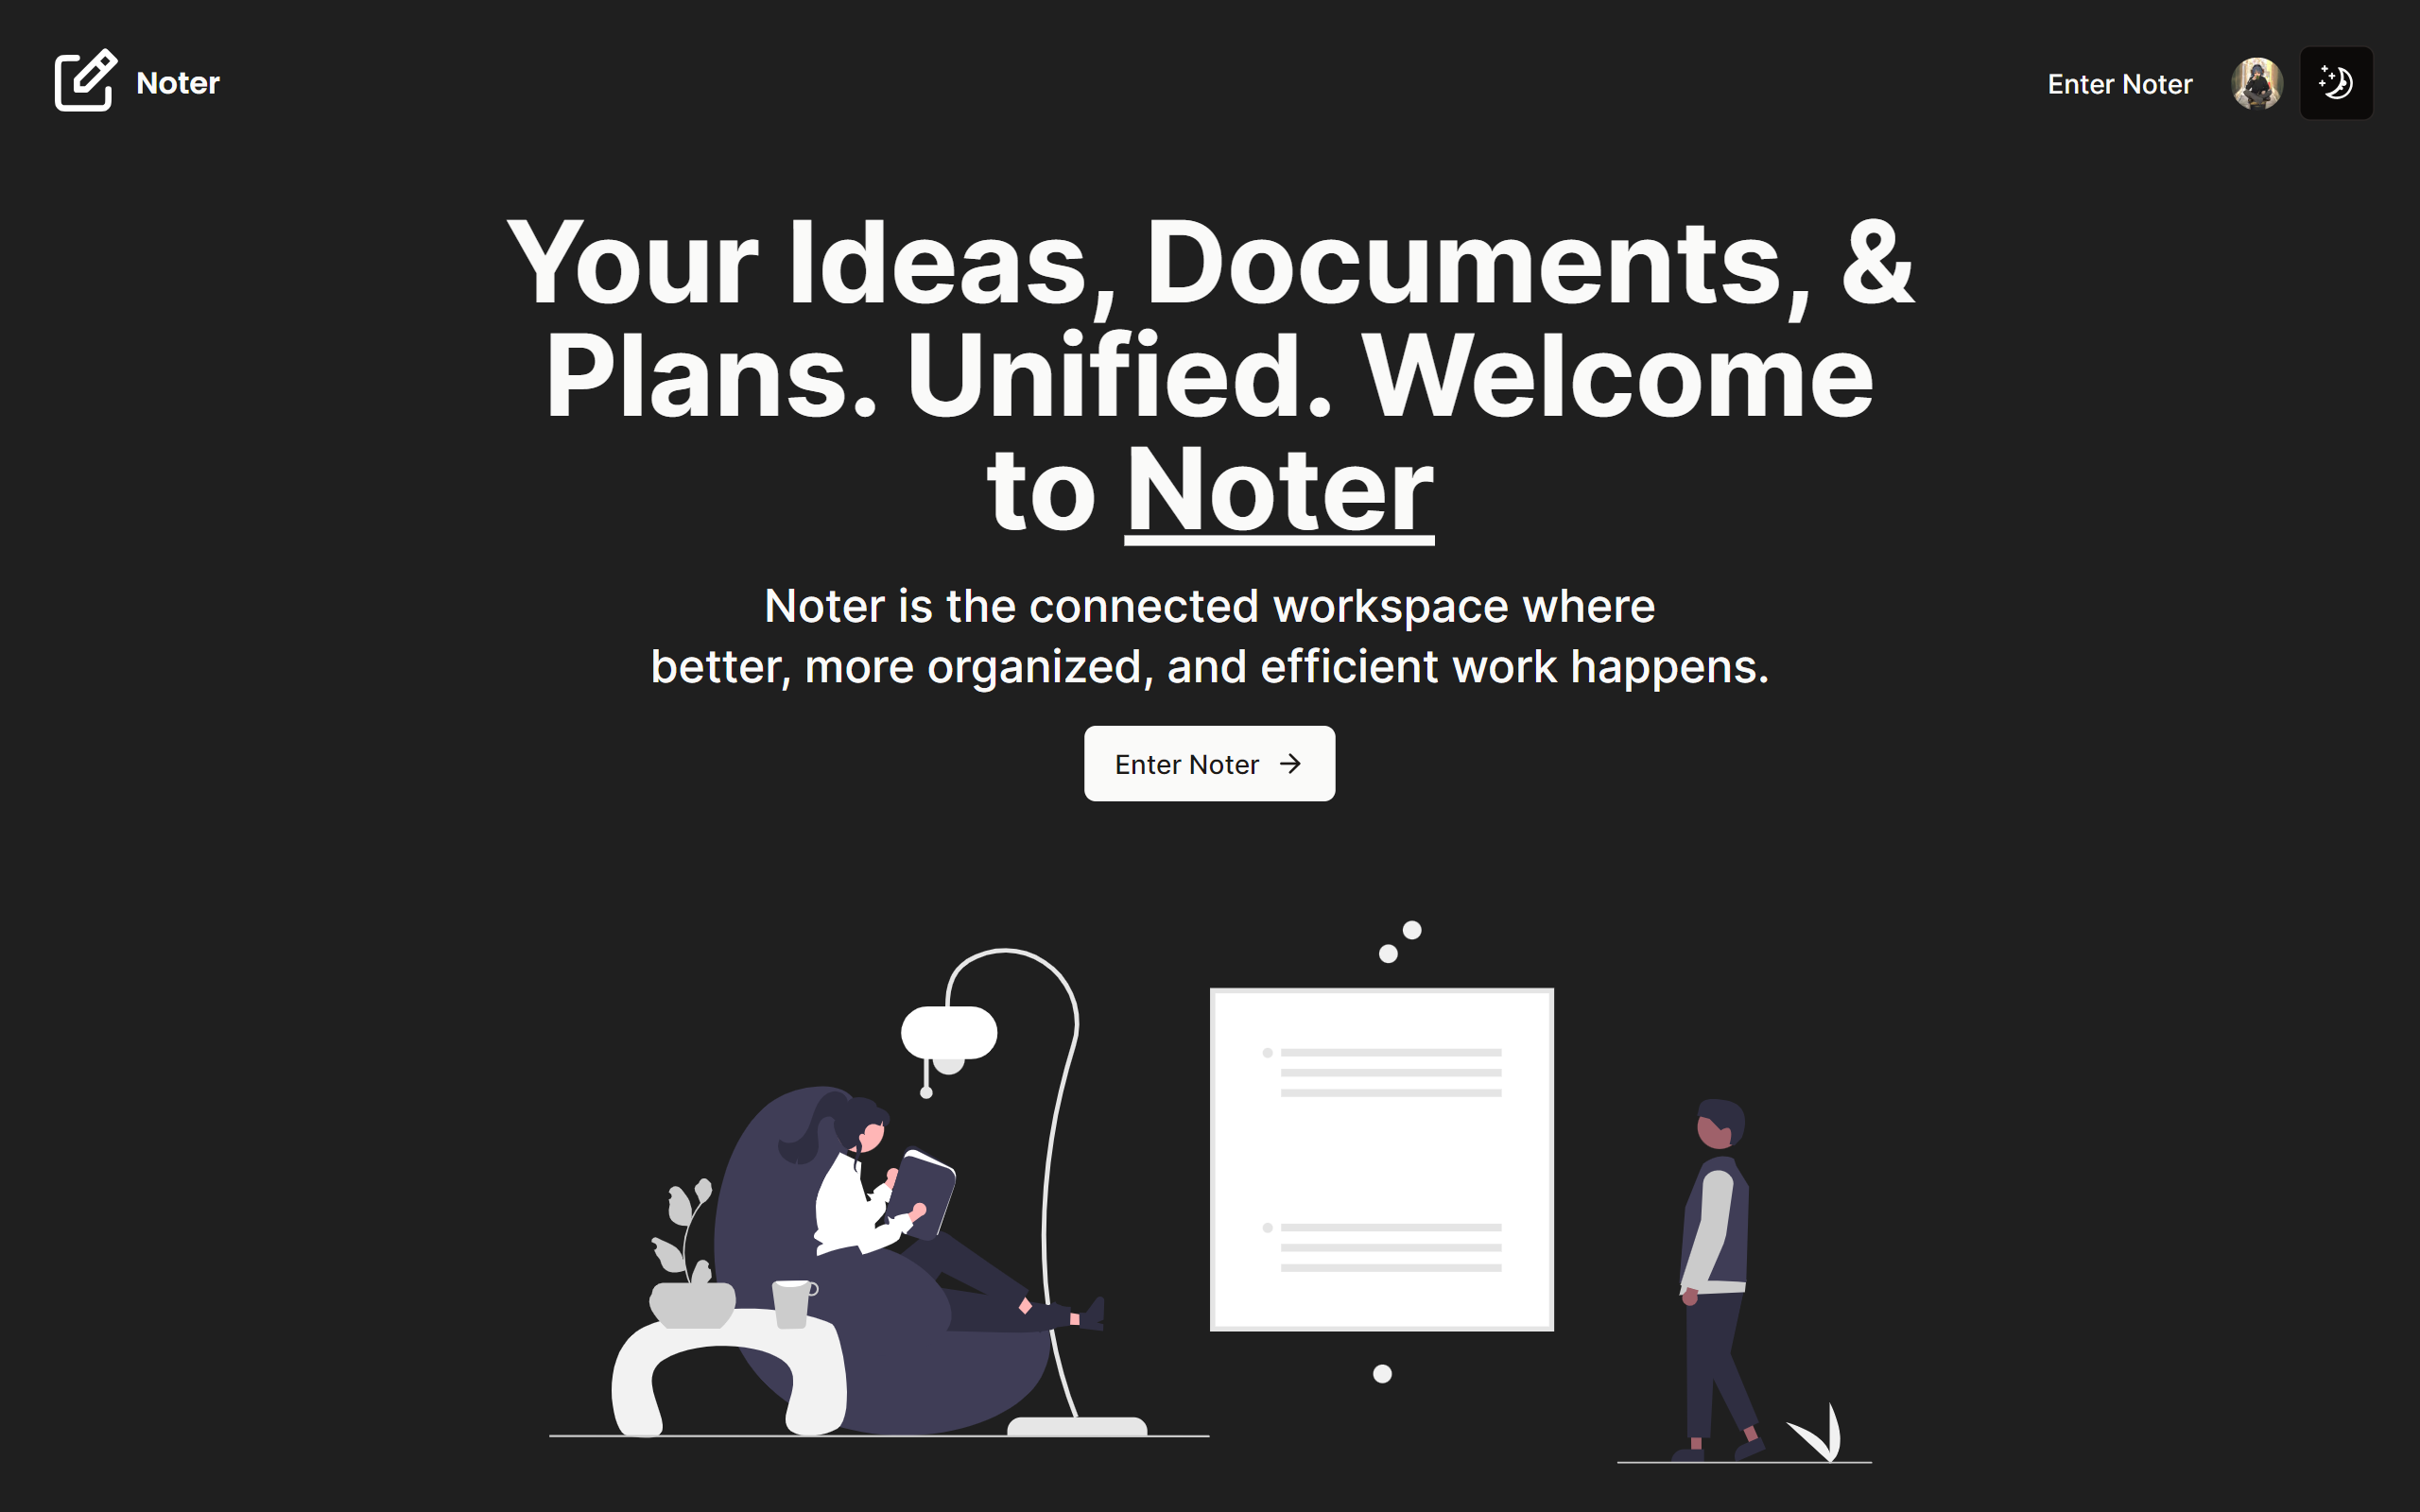 Noter
Enter Noter
Your Ideas, Documents, &
Plans. Unified. Welcome
to Noter
Noter is the connected workspace where
better, more organized, and efficient work happens.
Enter Noter